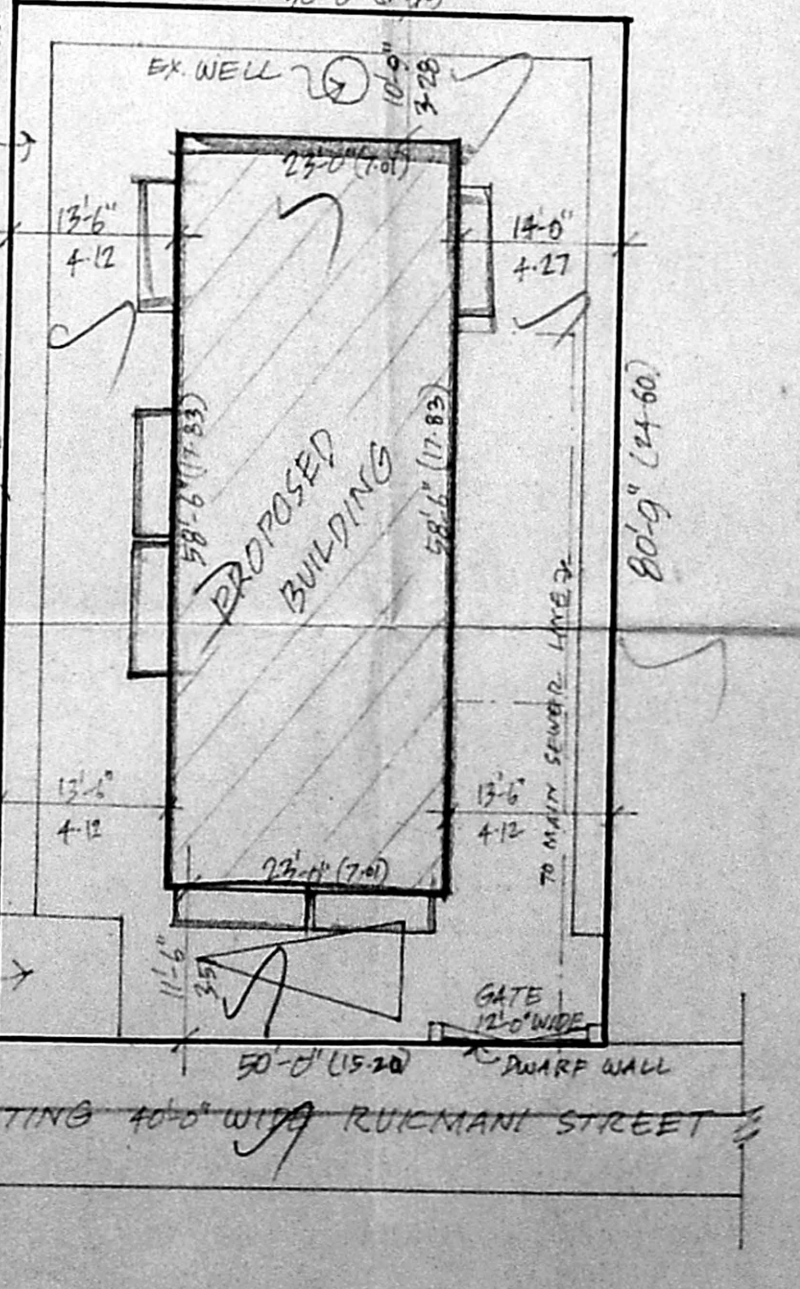 EX. WELL
10'-0"
3·28
23'-0" (7.01)
13'-6"
4·12
14'-0"
4·27
58'-6" (17.83)
58'-6" (17.83)
80'-9" (24.60)
PROPOSED
BUILDING
TO MAIN SEWER LINE
13'-6"
4·12
13'-6"
4·12
23'-0" (7.01)
11'-6"
GATE
12'-0" WIDE
50'-0" (15.20)
DWARF WALL
TING 40'-0" WIDE RUKMANI STREET